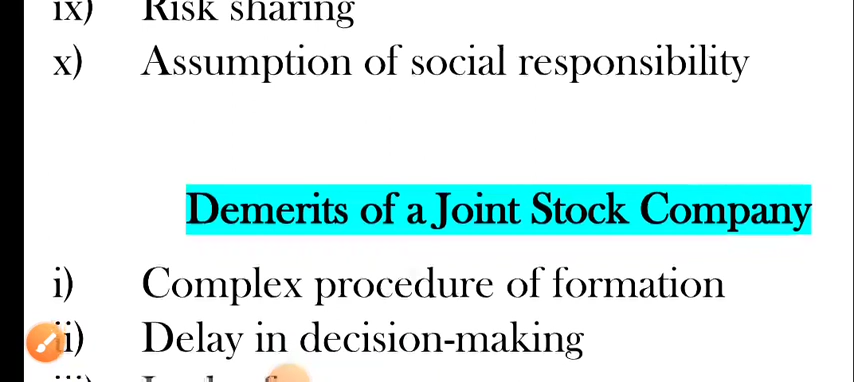 ix) Risk sharing
x) Assumption of social responsibility
Demerits of a Joint Stock Company
i) Complex procedure of formation
ii) Delay in decision-making
iii)